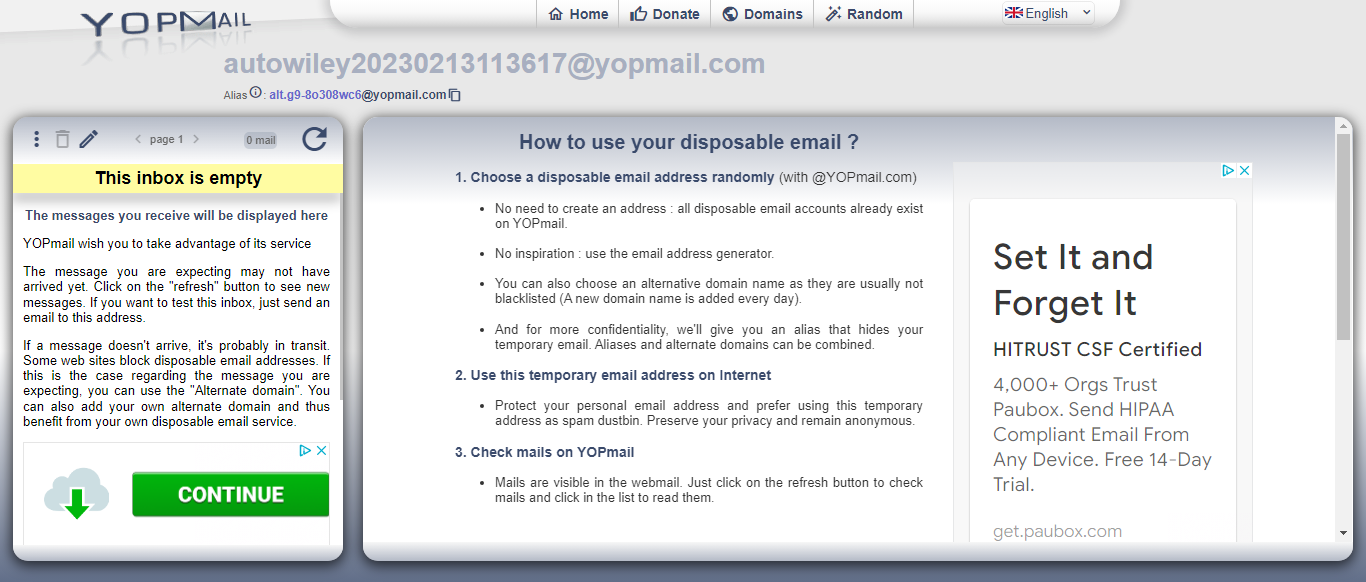 YOPMAIL
Home
Donate
Domains
Random
English
autowiley20230213113617@yopmail.com
Alias : alt.g9-8o308wc6@yopmail.com
page 1
0 mail
This inbox is empty
The messages you receive will be displayed here
YOPmail wish you to take advantage of its service
The message you are expecting may not have
arrived yet. Click on the "refresh" button to see new
messages. If you want to test this inbox, just send an
email to this address.
If a message doesn't arrive, it's probably in transit.
Some web sites block disposable email addresses. If
this is the case regarding the message you are
expecting, you can use the "Alternate domain". You
can also add your own alternate domain and thus
benefit from your own disposable email service.
CONTINUE
How to use your disposable email ?
1. Choose a disposable email address randomly (with @YOPmail.com)
• No need to create an address : all disposable email accounts already exist
on YOPmail.
• No inspiration : use the email address generator.
• You can also choose an alternative domain name as they are usually not
blacklisted (A new domain name is added every day).
• And for more confidentiality, we'll give you an alias that hides your
temporary email. Aliases and alternate domains can be combined.
2. Use this temporary email address on Internet
• Protect your personal email address and prefer using this temporary
address as spam dustbin. Preserve your privacy and remain anonymous.
3. Check mails on YOPmail
• Mails are visible in the webmail. Just click on the refresh button to check
mails and click in the list to read them.
Set It and
Forget It
HITRUST CSF Certified
4,000+ Orgs Trust
Paubox. Send HIPAA
Compliant Email From
Any Device. Free 14-Day
Trial.
get.paubox.com